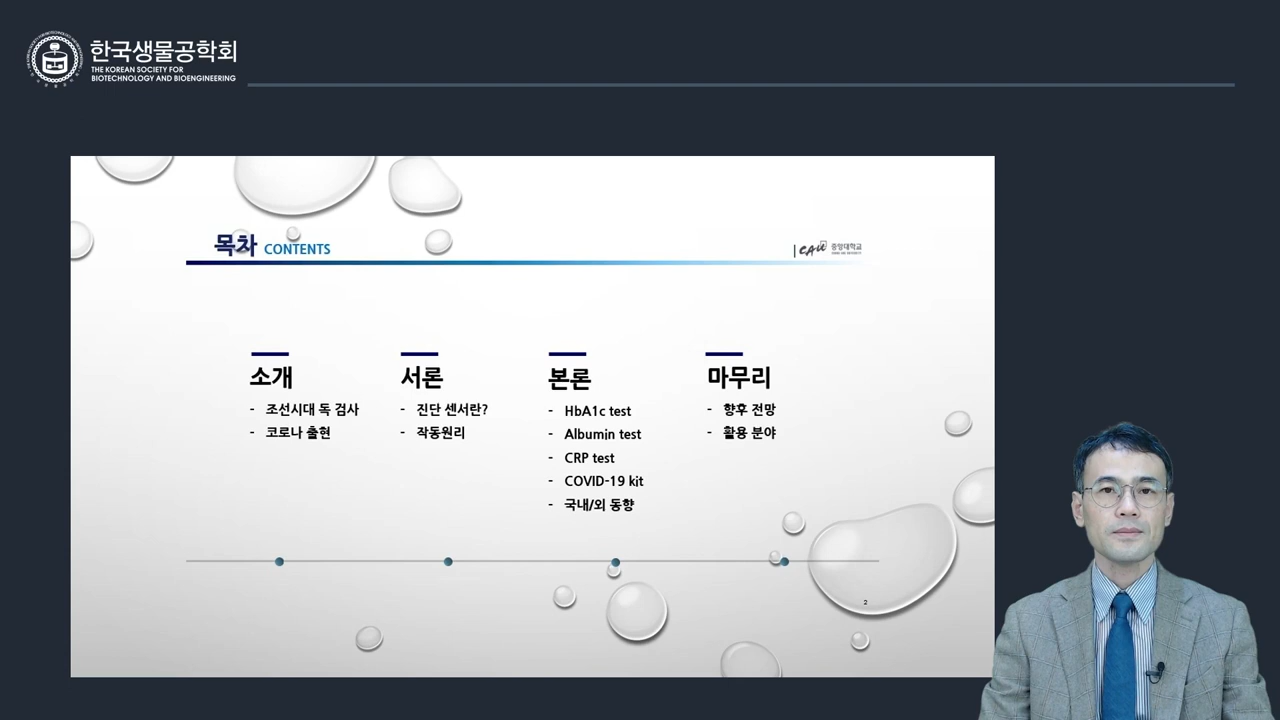 한국생물공학회
THE KOREAN SOCIETY FOR
BIOTECHNOLOGY AND BIOENGINEERING
목차 CONTENTS
CAU 중앙대학교
소개
- 조선시대 독 검사
- 코로나 출현
서론
- 진단 센서란?
- 작동원리
본론
- HbA1c test
- Albumin test
- CRP test
- COVID-19 kit
- 국내/외 동향
마무리
- 향후 전망
- 활용 분야
2